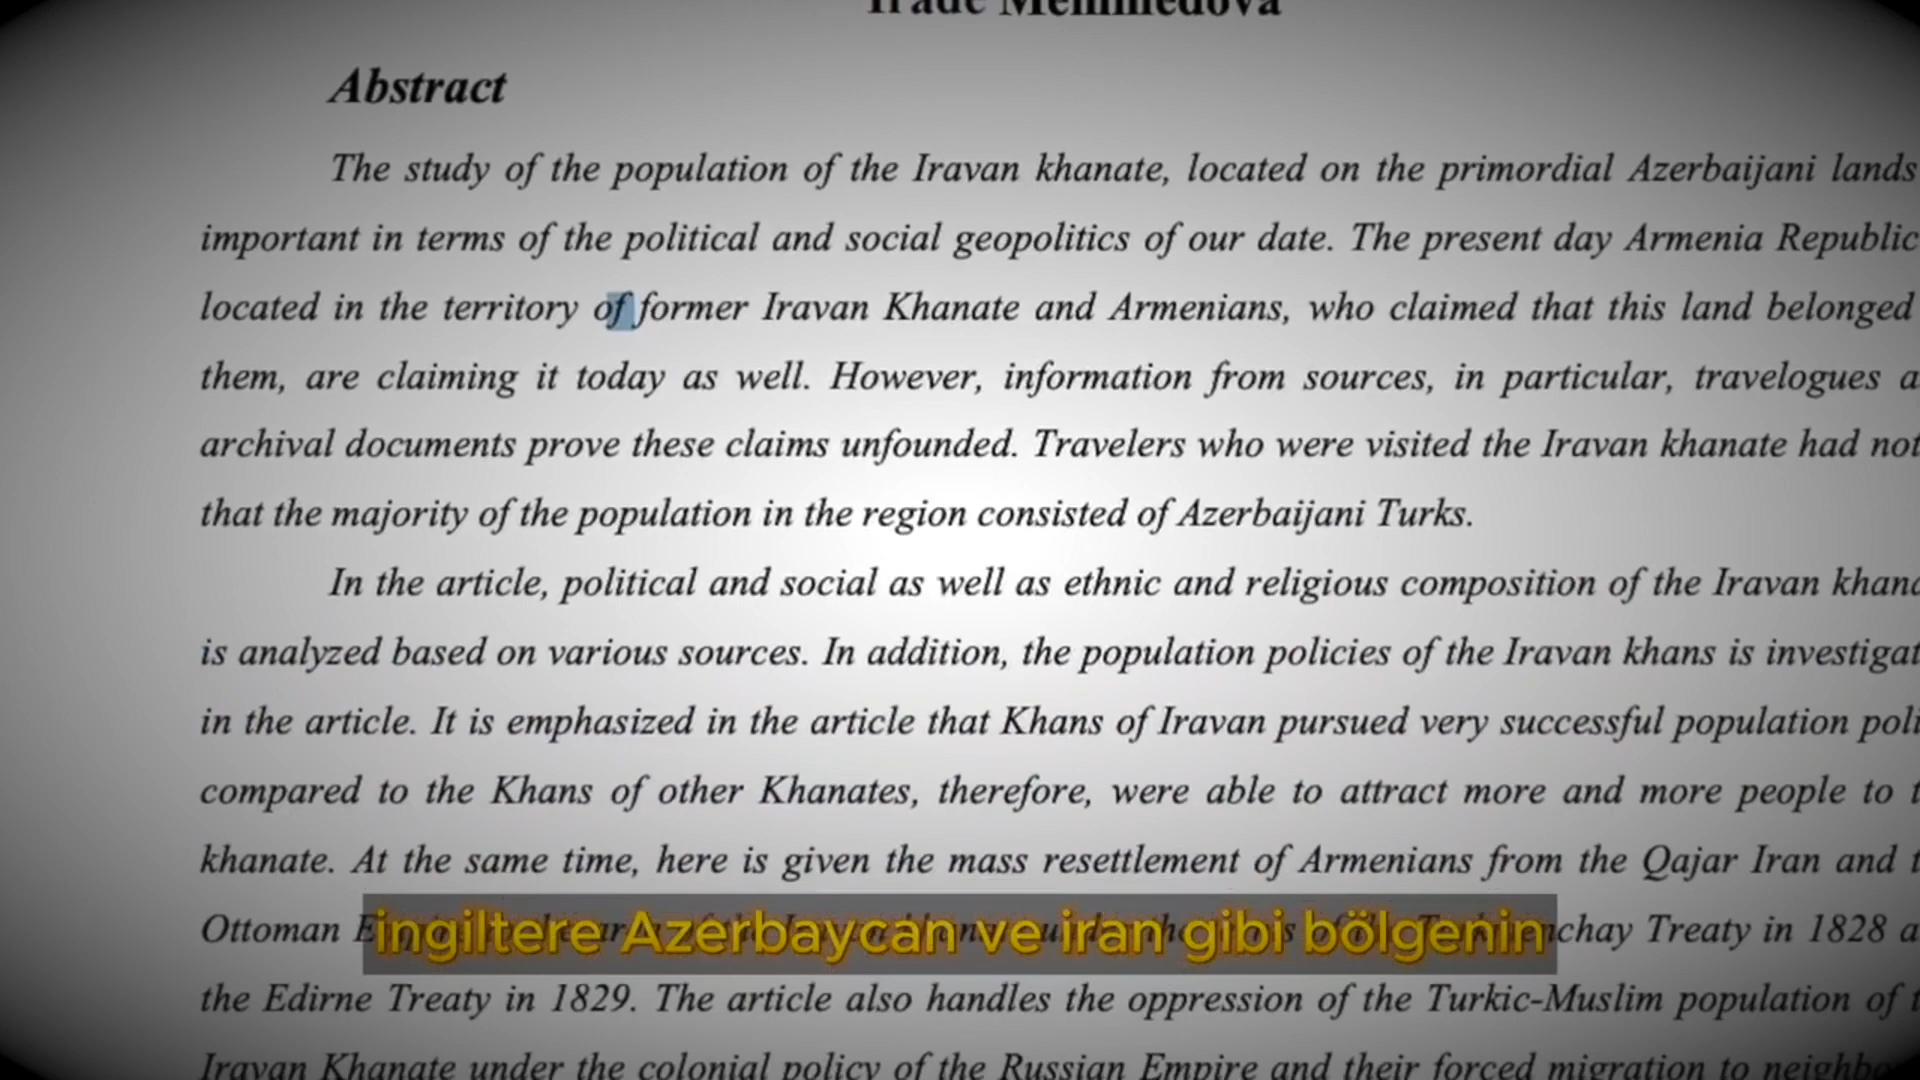 Abstract
The study of the population of the Iravan khanate, located on the primordial Azerbaijani lands
important in terms of the political and social geopolitics of our date. The present day Armenia Republic
located in the territory of former Iravan Khanate and Armenians, who claimed that this land belonged
them, are claiming it today as well. However, information from sources, in particular, travelogues
archival documents prove these claims unfounded. Travelers who were visited the Iravan khanate had
that the majority of the population in the region consisted of Azerbaijani Turks.
In the article, political and social as well as ethnic and religious composition of the Iravan
is analyzed based on various sources. In addition, the population policies of the Iravan khans is
in the article. It is emphasized in the article that Khans of Iravan pursued very successful population
compared to the Khans of other Khanates, therefore, were able to attract more and more people to
khanate. At the same time, here is given the mass resettlement of Armenians from the Qajar Iran and
Ottoman Treaty in 1828
ingiltere Azerbaycan ve iran gibi bölgenin
the Edirne Treaty in 1829. The article also handles the oppression of the Turkic-Muslim population of
Iravan Khanate under the colonial policy of the Russian Empire and their forced migration to